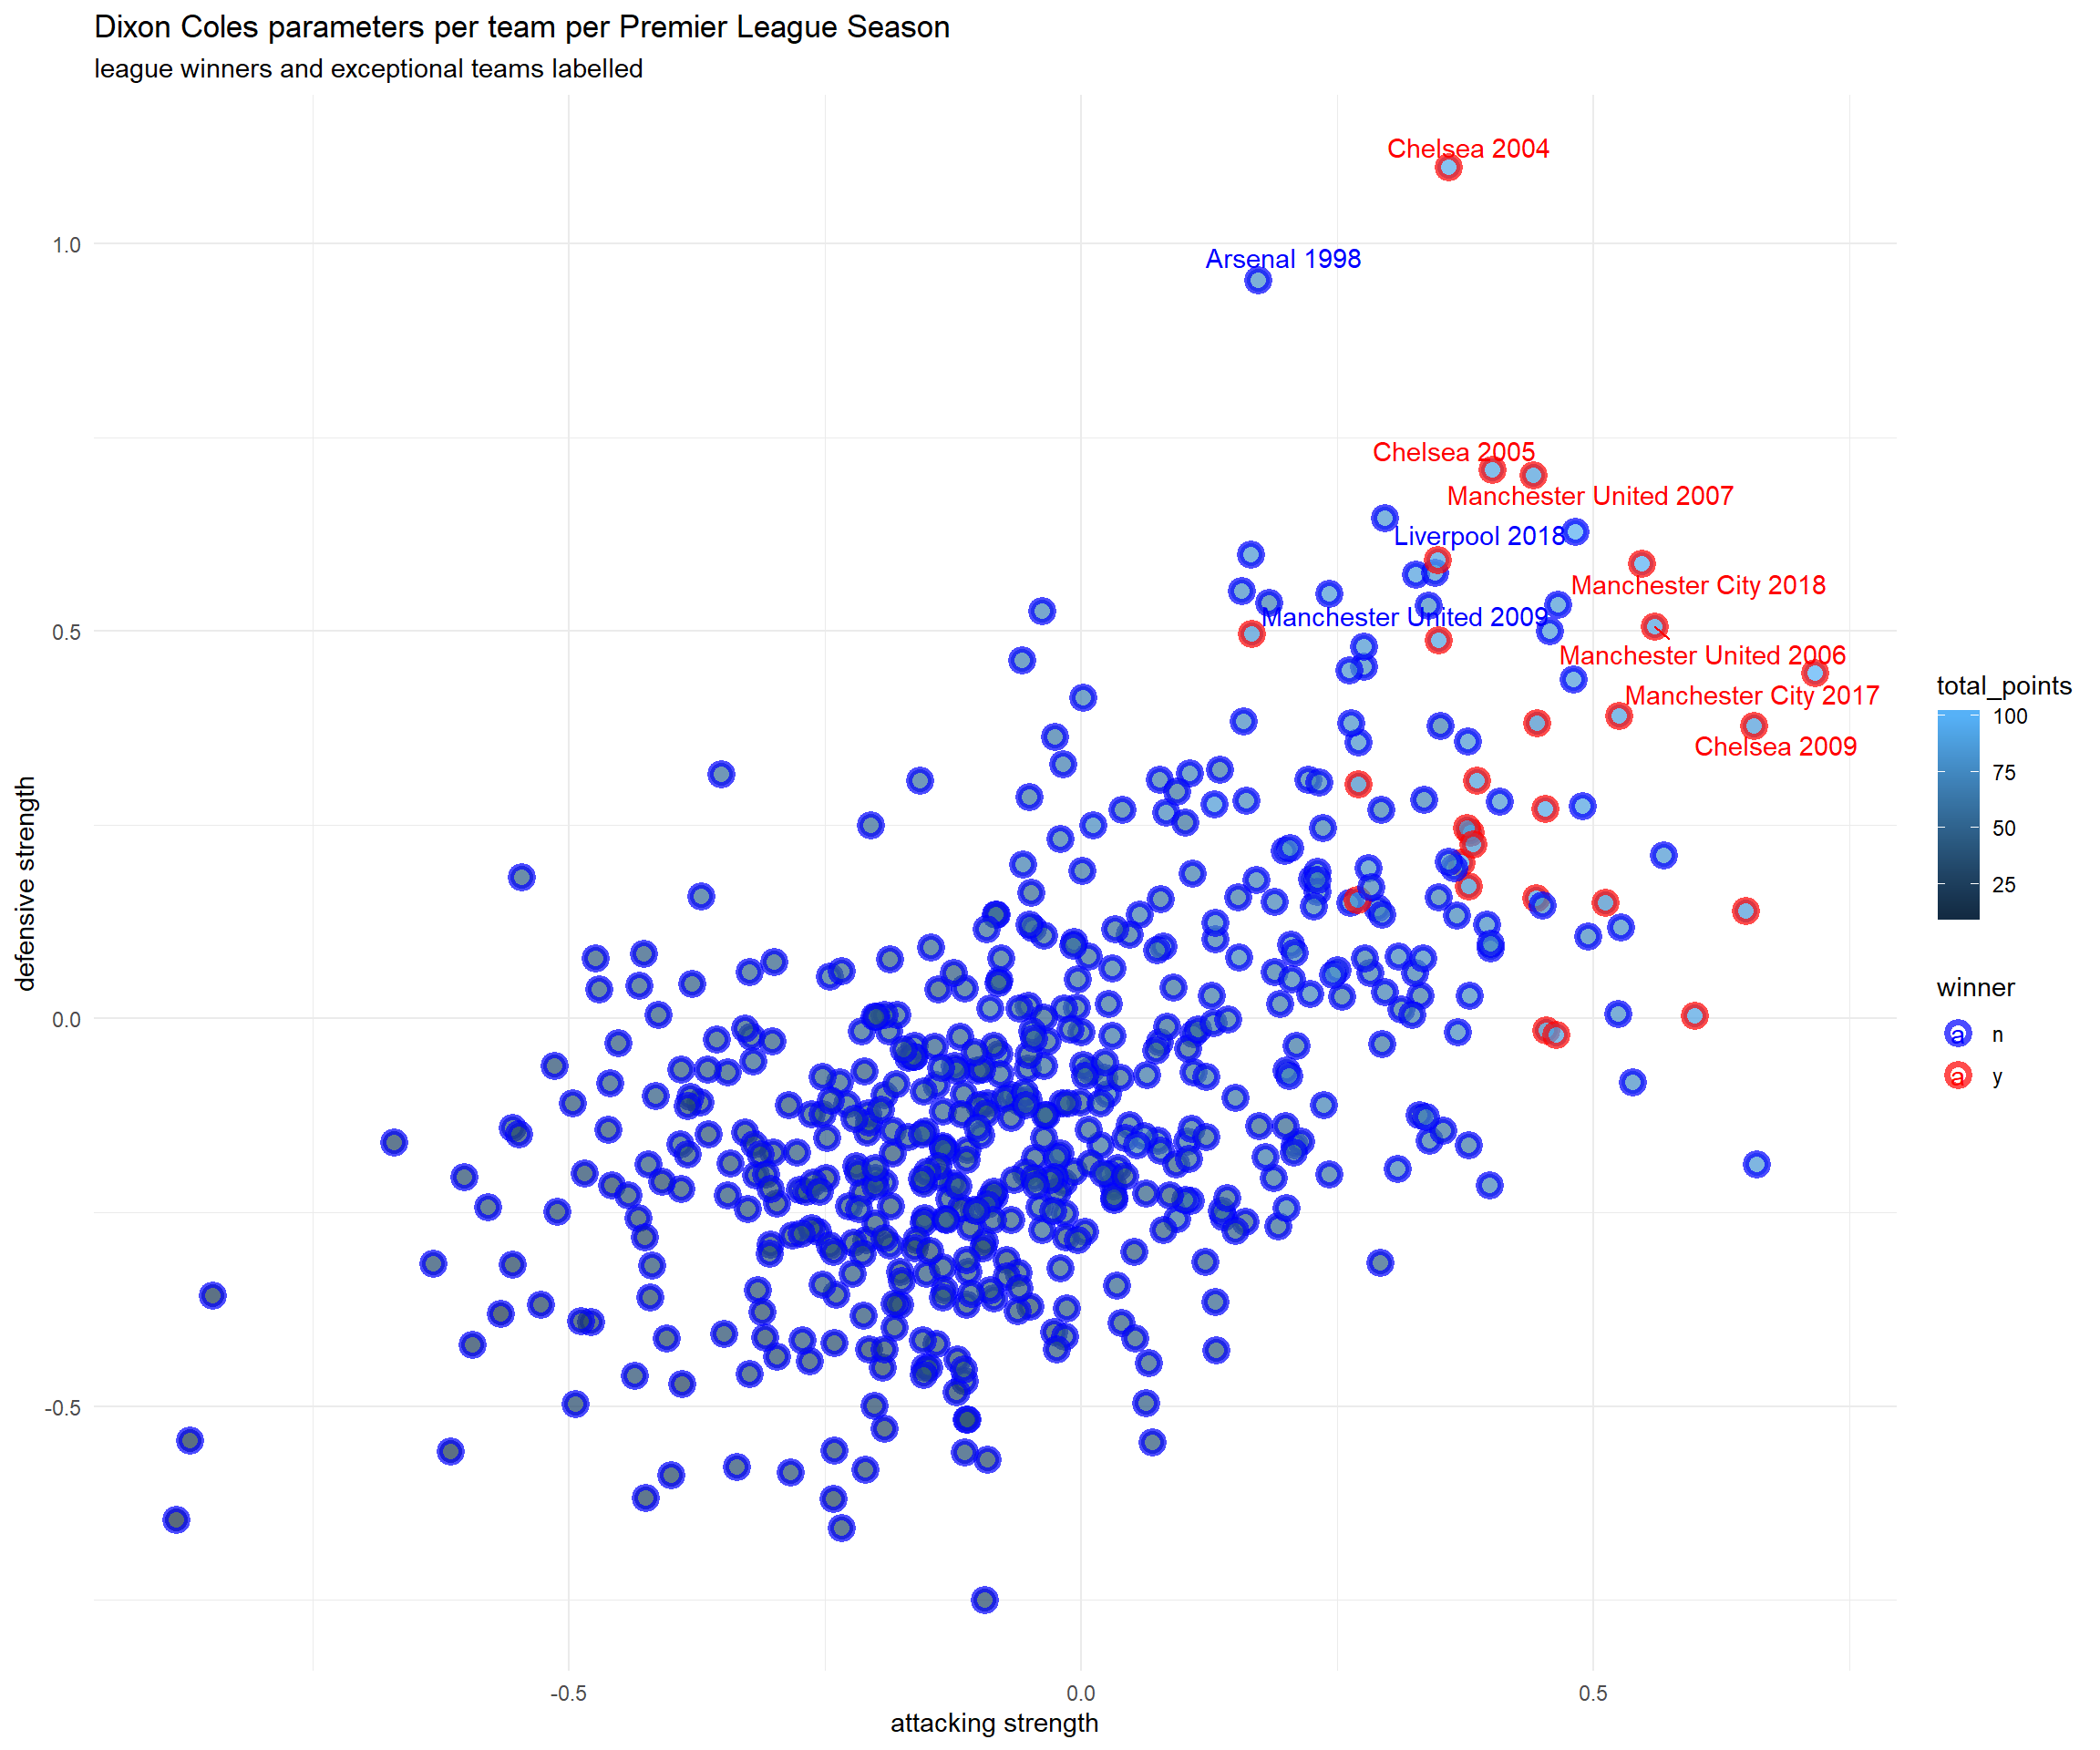 Dixon Coles parameters per team per Premier League Season
league winners and exceptional teams labelled
Chelsea 2004
1.0
Arsenal 1998
Chelsea 2005
Manchester United 2007
Liverpool 2018
Manchester City 2018
Manchester United 2009
0.5
Manchester United 2006
Manchester City 2017
Chelsea 2009
total_points
100
75
50
25
defensive strength
winner
a n
a y
0.0
-0.5
-0.5
0.0
0.5
attacking strength